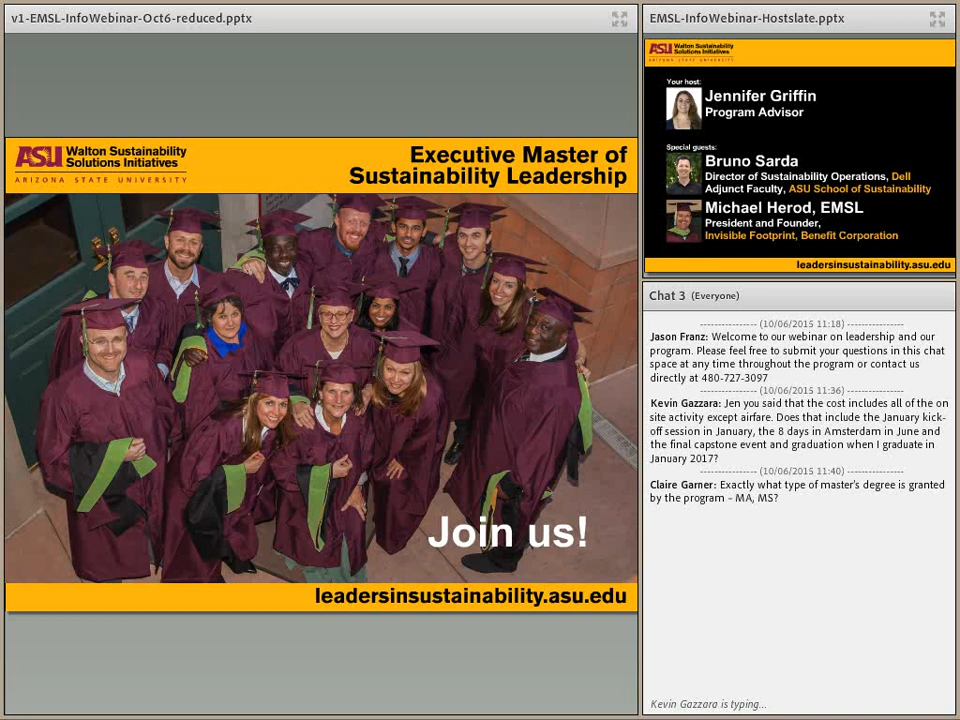 v1-EMSL-InfoWebinar-Oct6-reduced.pptx
ASU Walton Sustainability
Solutions Initiatives
ARIZONA STATE UNIVERSITY
Executive Master of
Sustainability Leadership
Join us!
leadersinsustainability.asu.edu
EMSL-InfoWebinar-Hostslate.pptx
ASU Walton Sustainability
Solutions Initiatives
ARIZONA STATE UNIVERSITY
Your host:
Jennifer Griffin
Program Advisor
Special guests:
Bruno Sarda
Director of Sustainability Operations, Dell
Adjunct Faculty, ASU School of Sustainability
Michael Herod, EMSL
President and Founder,
Invisible Footprint, Benefit Corporation
leadersinsustainability.asu.edu
Chat 3 (Everyone)
---------------- (10/06/2015 11:18) ----------------
Jason Franz: Welcome to our webinar on leadership and our
program. Please feel free to submit your questions in this chat
space at any time throughout the program or contact us
directly at 480-727-3097
---------------- (10/06/2015 11:36) ----------------
Kevin Gazzara: Jen you said that the cost includes all of the on
site activity except airfare. Does that include the January kick-
off session in January, the 8 days in Amsterdam in June and
the final capstone event and graduation when I graduate in
January 2017?
---------------- (10/06/2015 11:40) ----------------
Claire Garner: Exactly what type of master's degree is granted
by the program - MA, MS?
Kevin Gazzara is typing...